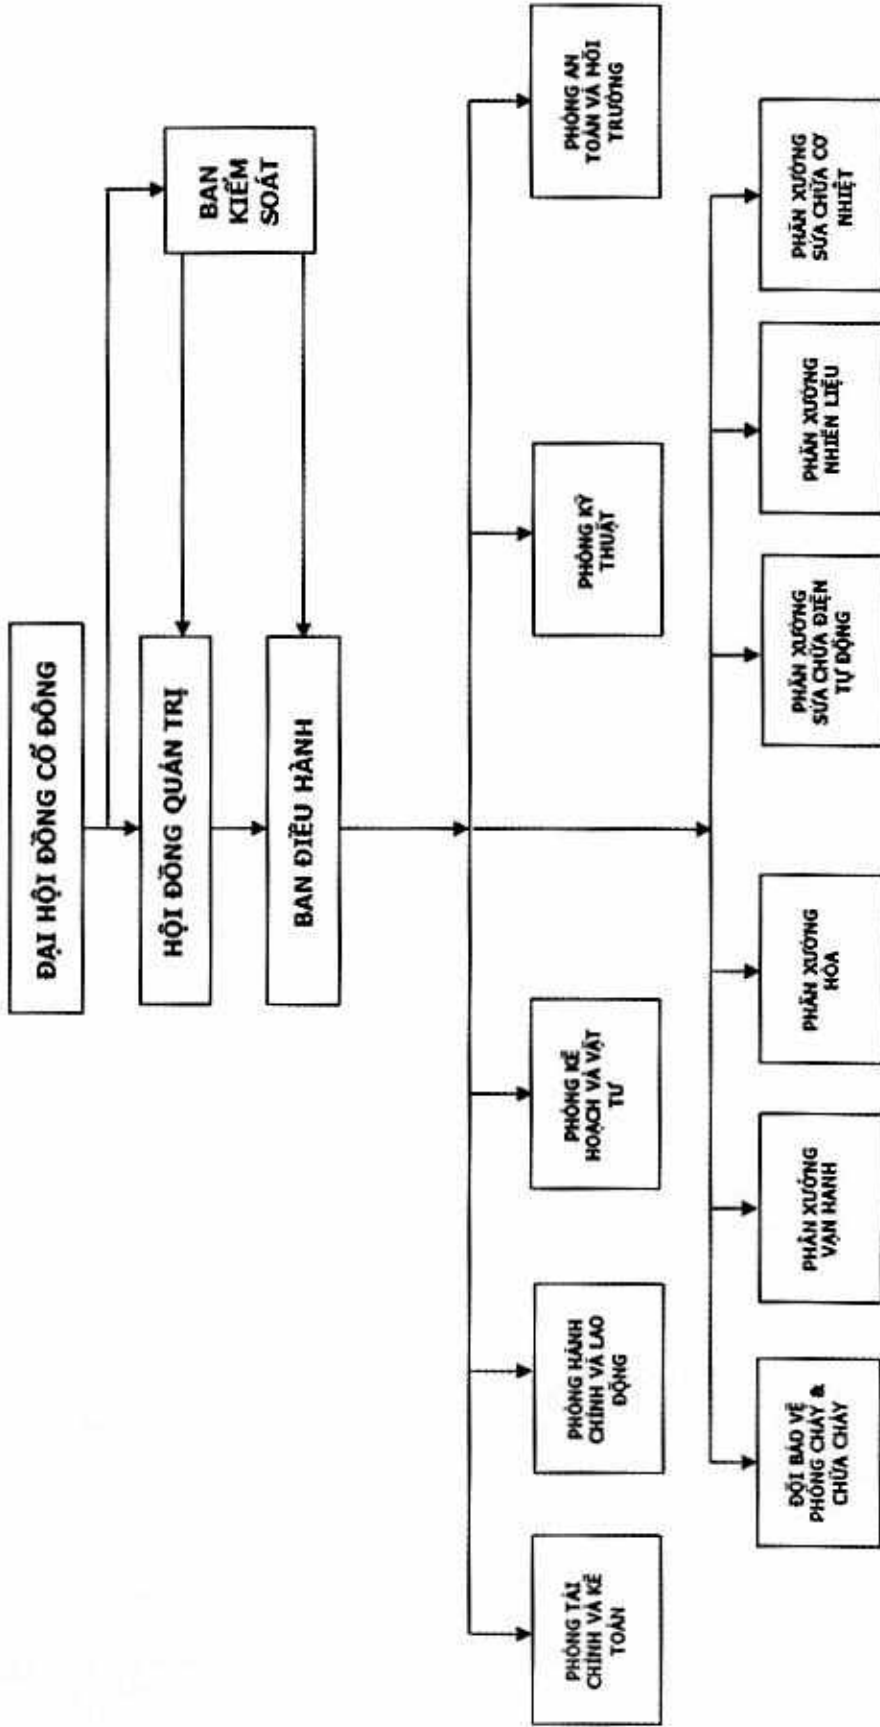 ĐẠI HỘI ĐỒNG CỔ ĐÔNG
BAN
KIỂM
SOÁT
HỘI ĐỒNG QUẢN TRỊ
BAN ĐIỀU HÀNH
PHÒNG TÀI
CHÍNH VÀ KẾ
TOÁN
PHÒNG HÀNH
CHÍNH VÀ LAO
ĐỘNG
PHÒNG KẾ
HOẠCH VÀ VẬT
TƯ
PHÒNG KỸ
THUẬT
PHÒNG AN
TOÀN VÀ MÔI
TRƯỜNG
ĐỘI BẢO VỆ
PHÒNG CHÁY &
CHỮA CHÁY
PHÂN XƯỞNG
VẬN HÀNH
PHÂN XƯỞNG
HÓA
PHÂN XƯỞNG
SỬA CHỮA ĐIỆN
TỰ ĐỘNG
PHÂN XƯỞNG
NHIÊN LIỆU
PHÂN XƯỞNG
SỬA CHỮA CƠ
NHIỆT